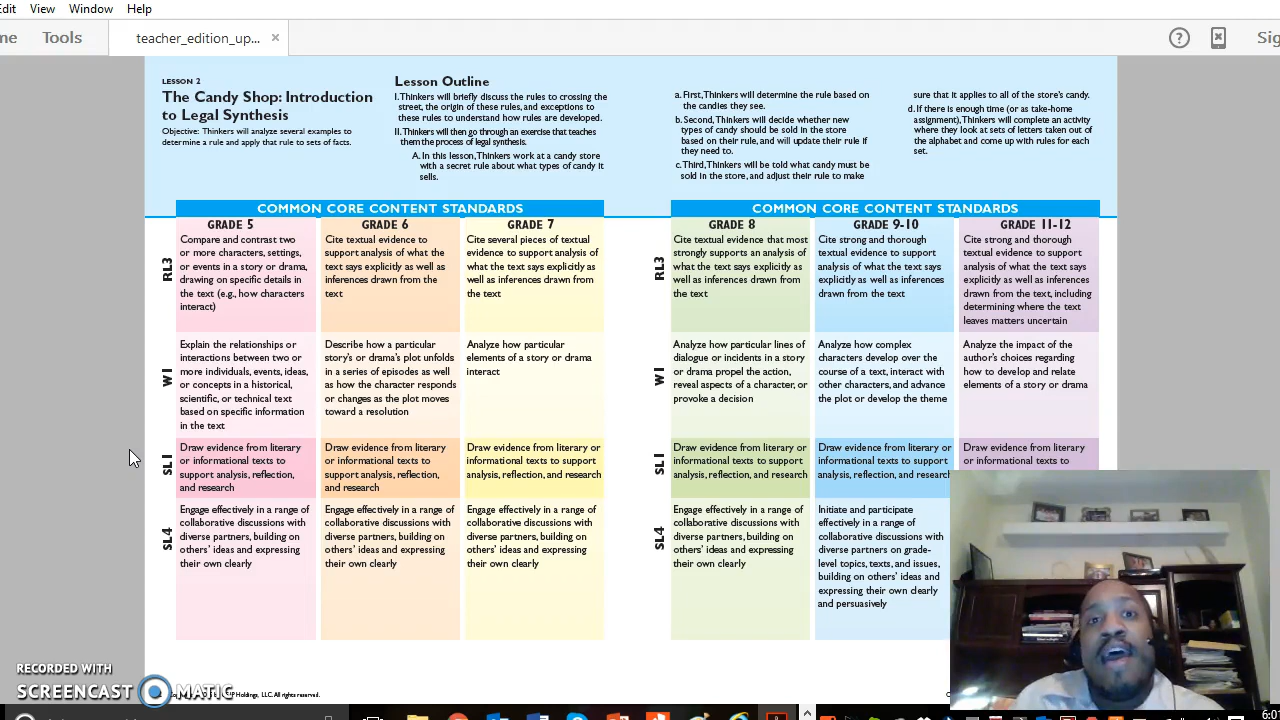 Edit View Window Help
me Tools teacher_edition_up... ×
Sig
LESSON 2
The Candy Shop: Introduction
to Legal Synthesis
Objective: Thinkers will analyze several examples to
determine a rule and apply that rule to sets of facts.
Lesson Outline
I. Thinkers will briefly discuss the rules to crossing the
street, the origin of these rules, and exceptions to
these rules to understand how rules are developed.
II. Thinkers will then go through an exercise that teaches
them the process of legal synthesis.
A. In this lesson, Thinkers work at a candy store
with a secret rule about what types of candy it
sells.
a. First, Thinkers will determine the rule based on
the candies they see.
b. Second, Thinkers will decide whether new
types of candy should be sold in the store
based on their rule, and will update their rule if
they need to.
c. Third, Thinkers will be told what candy must be
sold in the store, and adjust their rule to make
sure that it applies to all of the store's candy.
d. If there is enough time (or as take-home
assignment), Thinkers will complete an activity
where they look at sets of letters taken out of
the alphabet and come up with rules for each
set.
COMMON CORE CONTENT STANDARDS
GRADE 5 GRADE 6 GRADE 7
RL3
Compare and contrast two
or more characters, settings,
or events in a story or drama,
drawing on specific details in
the text (e.g., how characters
interact)
Cite textual evidence to
support analysis of what the
text says explicitly as well as
inferences drawn from the
text
Cite several pieces of textual
evidence to support analysis of
what the text says explicitly as
well as inferences drawn from
the text
W1
Explain the relationships or
interactions between two or
more individuals, events, ideas,
or concepts in a historical,
scientific, or technical text
based on specific information
in the text
Describe how a particular
story's or drama's plot unfolds
in a series of episodes as well
as how the character responds
or changes as the plot moves
toward a resolution
Analyze how particular
elements of a story or drama
interact
SL1
Draw evidence from literary
or informational texts to
support analysis, reflection,
and research
Draw evidence from literary
or informational texts to
support analysis, reflection,
and research
Draw evidence from literary or
informational texts to support
analysis, reflection, and research
SL4
Engage effectively in a range of
collaborative discussions with
diverse partners, building on
others' ideas and expressing
their own clearly
Engage effectively in a range of
collaborative discussions with
diverse partners, building on
others' ideas and expressing
their own clearly
Engage effectively in a range of
collaborative discussions with
diverse partners, building on
others' ideas and expressing
their own clearly
COMMON CORE CONTENT STANDARDS
GRADE 8 GRADE 9-10 GRADE 11-12
RL3
Cite textual evidence that most
strongly supports an analysis of
what the text says explicitly as
well as inferences drawn from
the text
Cite strong and thorough
textual evidence to support
analysis of what the text says
explicitly as well as inferences
drawn from the text
Cite strong and thorough
textual evidence to support
analysis of what the text says
explicitly as well as inferences
drawn from the text, including
determining where the text
leaves matters uncertain
W1
Analyze how particular lines of
dialogue or incidents in a story
or drama propel the action,
reveal aspects of a character, or
provoke a decision
Analyze how complex
characters develop over the
course of a text, interact with
other characters, and advance
the plot or develop the theme
Analyze the impact of the
author's choices regarding
how to develop and relate
elements of a story or drama
SL1
Draw evidence from literary or
informational texts to support
analysis, reflection, and research
Draw evidence from literary or
informational texts to support
analysis, reflection, and research
Draw evidence from literary
or informational texts to
SL4
Engage effectively in a range of
collaborative discussions with
diverse partners, building on
others' ideas and expressing
their own clearly
Initiate and participate
effectively in a range of
collaborative discussions with
diverse partners on grade-
level topics, texts, and issues,
building on others' ideas and
expressing their own clearly
and persuasively
Holdings, LLC. All rights reserved.
RECORDED WITH
SCREENCAST MATIC